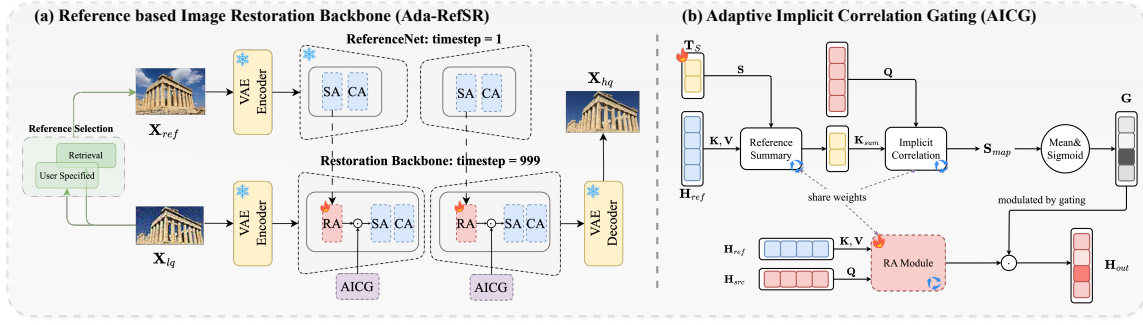 (a) Reference based Image Restoration Backbone (Ada-RefSR)
ReferenceNet: timestep = 1
VAE Encoder
SA CA
SA CA
X_ref
X_hq
Reference Selection
Retrieval
User Specified
Restoration Backbone: timestep = 999
VAE Encoder
RA SA CA
RA SA CA
VAE Decoder
X_lq
AICG
AICG
(b) Adaptive Implicit Correlation Gating (AICG)
T_S
S
Q
G
K, V
Reference
Summary
K_sum
Implicit
Correlation
S_map
Mean&
Sigmoid
H_ref
share weights
modulated by gating
H_ref
K, V
RA Module
H_src
Q
H_out